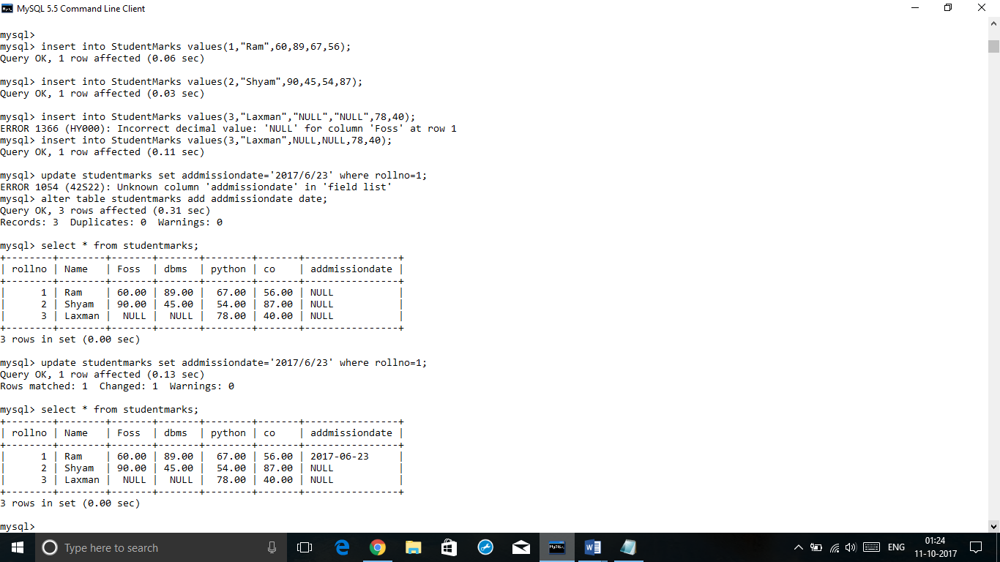 MySQL 5.5 Command Line Client
mysql>
mysql> insert into StudentMarks values(1,"Ram",60,89,67,56);
Query OK, 1 row affected (0.06 sec)
mysql> insert into StudentMarks values(2,"Shyam",90,45,54,87);
Query OK, 1 row affected (0.03 sec)
mysql> insert into StudentMarks values(3,"Laxman","NULL","NULL",78,40);
ERROR 1366 (HY000): Incorrect decimal value: 'NULL' for column 'Foss' at row 1
mysql> insert into StudentMarks values(3,"Laxman",NULL,NULL,78,40);
Query OK, 1 row affected (0.11 sec)
mysql> update studentmarks set addmissiondate='2017/6/23' where rollno=1;
ERROR 1054 (42S22): Unknown column 'addmissiondate' in 'field list'
mysql> alter table studentmarks add addmissiondate date;
Query OK, 3 rows affected (0.31 sec)
Records: 3  Duplicates: 0  Warnings: 0
mysql> select * from studentmarks;
+--------+--------+-------+-------+--------+-------+----------------+
| rollno | Name   | Foss  | dbms  | python | co    | addmissiondate |
+--------+--------+-------+-------+--------+-------+----------------+
|      1 | Ram    | 60.00 | 89.00 |  67.00 | 56.00 | NULL           |
|      2 | Shyam  | 90.00 | 45.00 |  54.00 | 87.00 | NULL           |
|      3 | Laxman |  NULL |  NULL |  78.00 | 40.00 | NULL           |
+--------+--------+-------+-------+--------+-------+----------------+
3 rows in set (0.00 sec)
mysql> update studentmarks set addmissiondate='2017/6/23' where rollno=1;
Query OK, 1 row affected (0.13 sec)
Rows matched: 1  Changed: 1  Warnings: 0
mysql> select * from studentmarks;
+--------+--------+-------+-------+--------+-------+----------------+
| rollno | Name   | Foss  | dbms  | python | co    | addmissiondate |
+--------+--------+-------+-------+--------+-------+----------------+
|      1 | Ram    | 60.00 | 89.00 |  67.00 | 56.00 | 2017-06-23     |
|      2 | Shyam  | 90.00 | 45.00 |  54.00 | 87.00 | NULL           |
|      3 | Laxman |  NULL |  NULL |  78.00 | 40.00 | NULL           |
+--------+--------+-------+-------+--------+-------+----------------+
3 rows in set (0.00 sec)
mysql>
Type here to search
ENG
01:24
11-10-2017